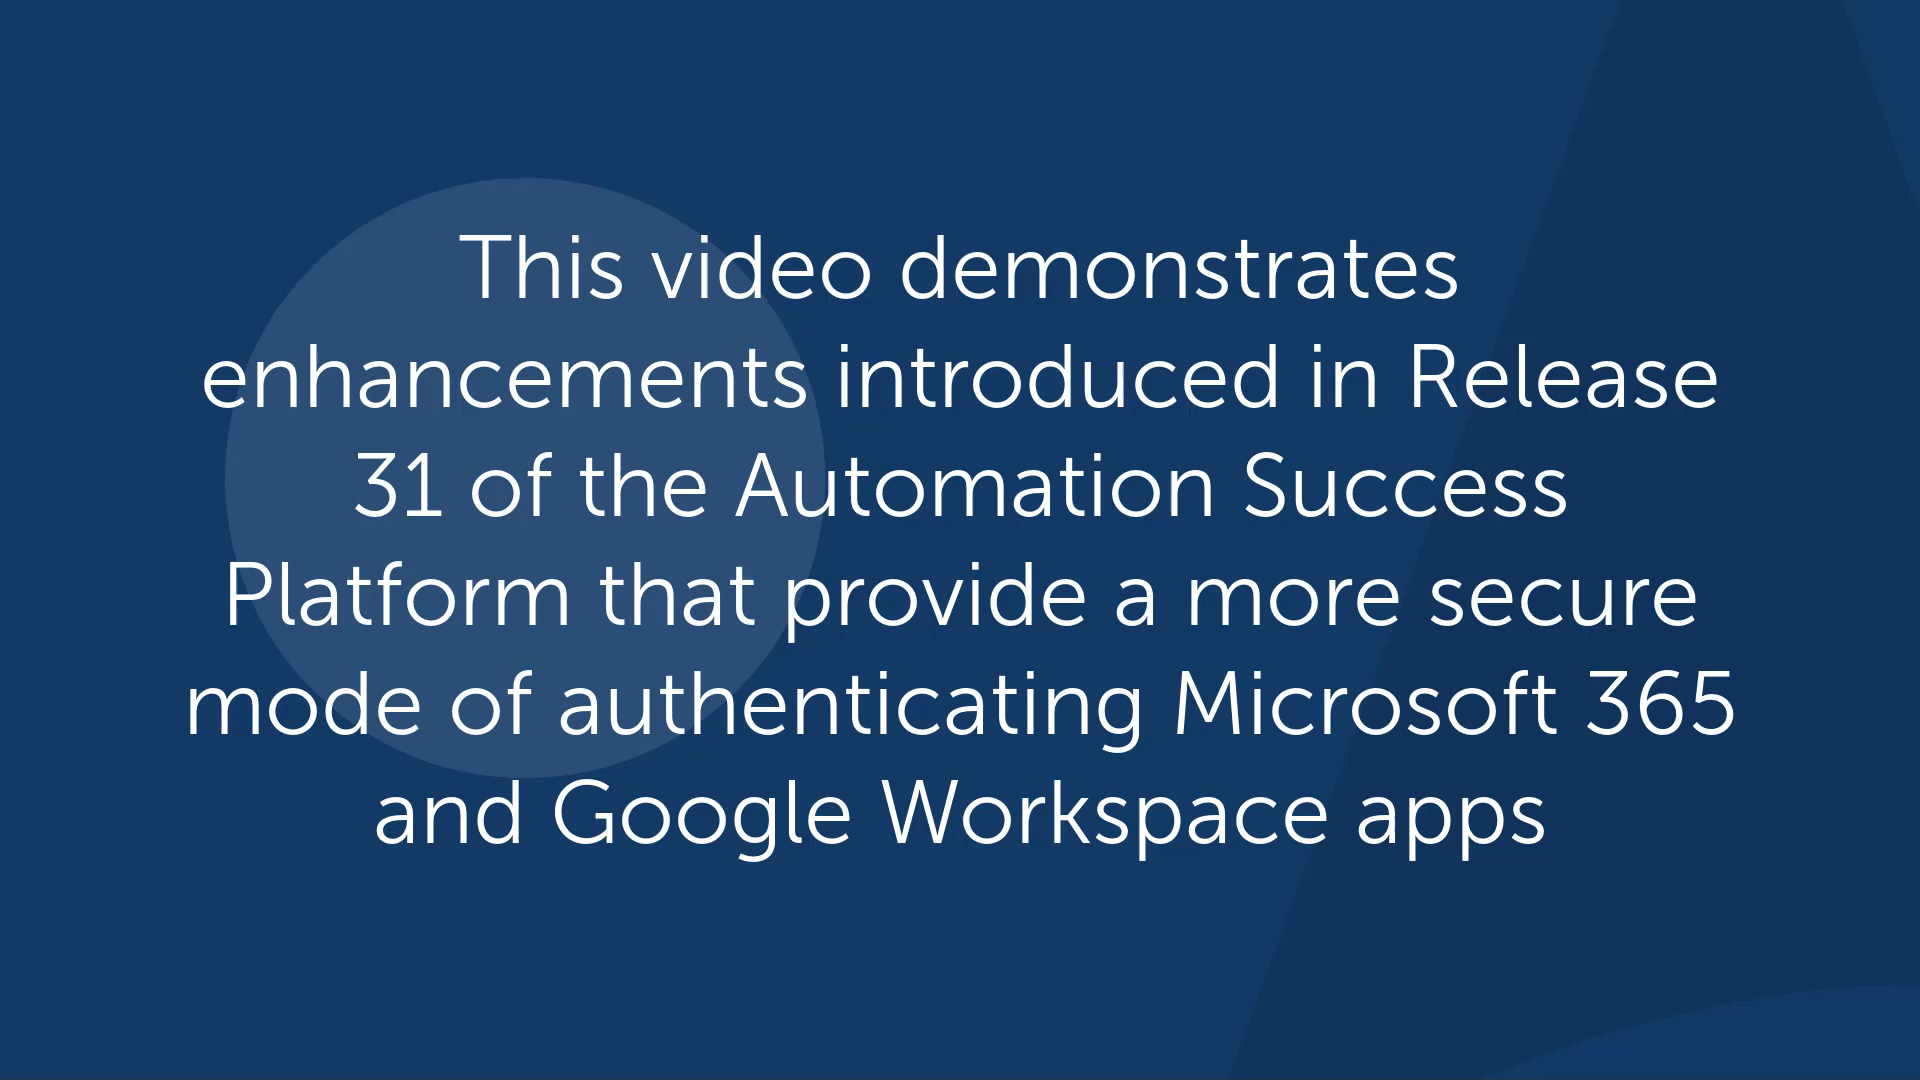 This video demonstrates
enhancements introduced in Release
31 of the Automation Success
Platform that provide a more secure
mode of authenticating Microsoft 365
and Google Workspace apps